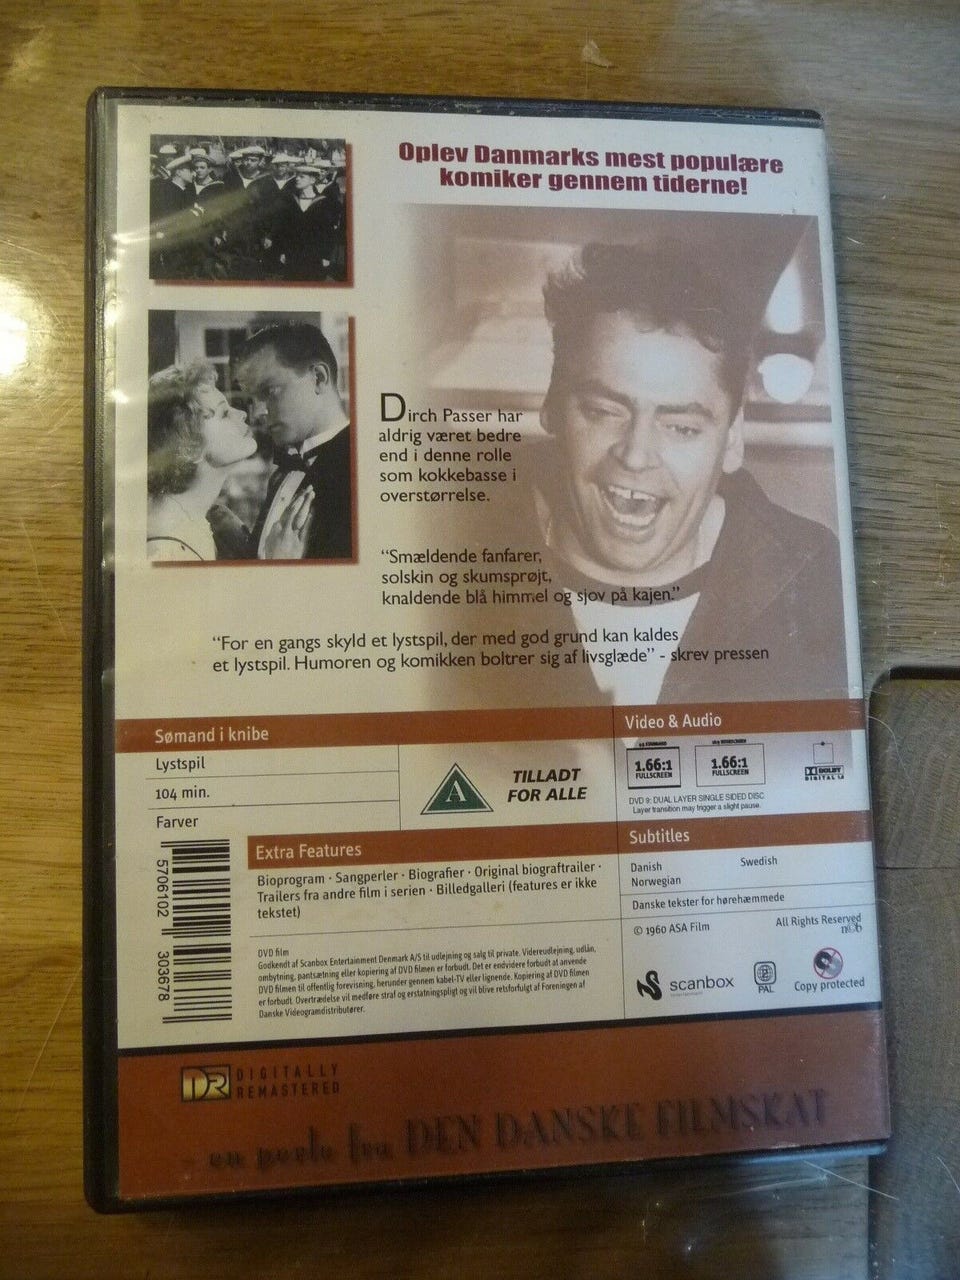 Oplev Danmarks mest populære
komiker gennem tiderne!
Dirch Passer har
aldrig været bedre
end i denne rolle
som kokkebasse i
overstørrelse.
“Smældende fanfarer,
solskin og skumsprøjt,
knaldende blå himmel og sjov på kajen.”
“For en gangs skyld et lystspil, der med god grund kan kaldes
et lystspil. Humoren og komikken boltrer sig af livsglæde” - skrev pressen
Sømand i knibe
Lystspil
104 min.
Farver
A
TILLADT
FOR ALLE
Video & Audio
1.66:1
FULLSCREEN
1.66:1
FULLSCREEN
DOLBY
DIGITAL
DVD 9: DUAL LAYER SINGLE SIDED DISC
Layer transition may trigger a slight pause.
Extra Features
Bioprogram · Sangperler · Biografier · Original biograftrailer ·
Trailers fra andre film i serien · Billedgalleri (features er ikke
tekstet)
Subtitles
Danish
Swedish
Norwegian
Danske tekster for hørehæmmede
© 1960 ASA Film
All Rights Reserved
n@b
DVD film
Godkendt af Scanbox Entertainment Denmark A/S til udlejning og salg til private. Videreudlejning, udlån,
ombytning, pantsætning eller kopiering af DVD filmen er forbudt. Det er endvidere forbudt at anvende
DVD filmen til offentlig forevisning, herunder gennem kabel-TV eller lignende. Kopiering af DVD filmen
er forbudt. Overtrædelse vil medføre straf og erstatningspligt og vil blive retsforfulgt af Foreningen af
Danske Videogramdistributører.
scanbox
entertainment
2
PAL
Copy protected
5706102 303678
DR DIGITALLY
REMASTERED
- en perle fra DEN DANSKE FILMSKAT